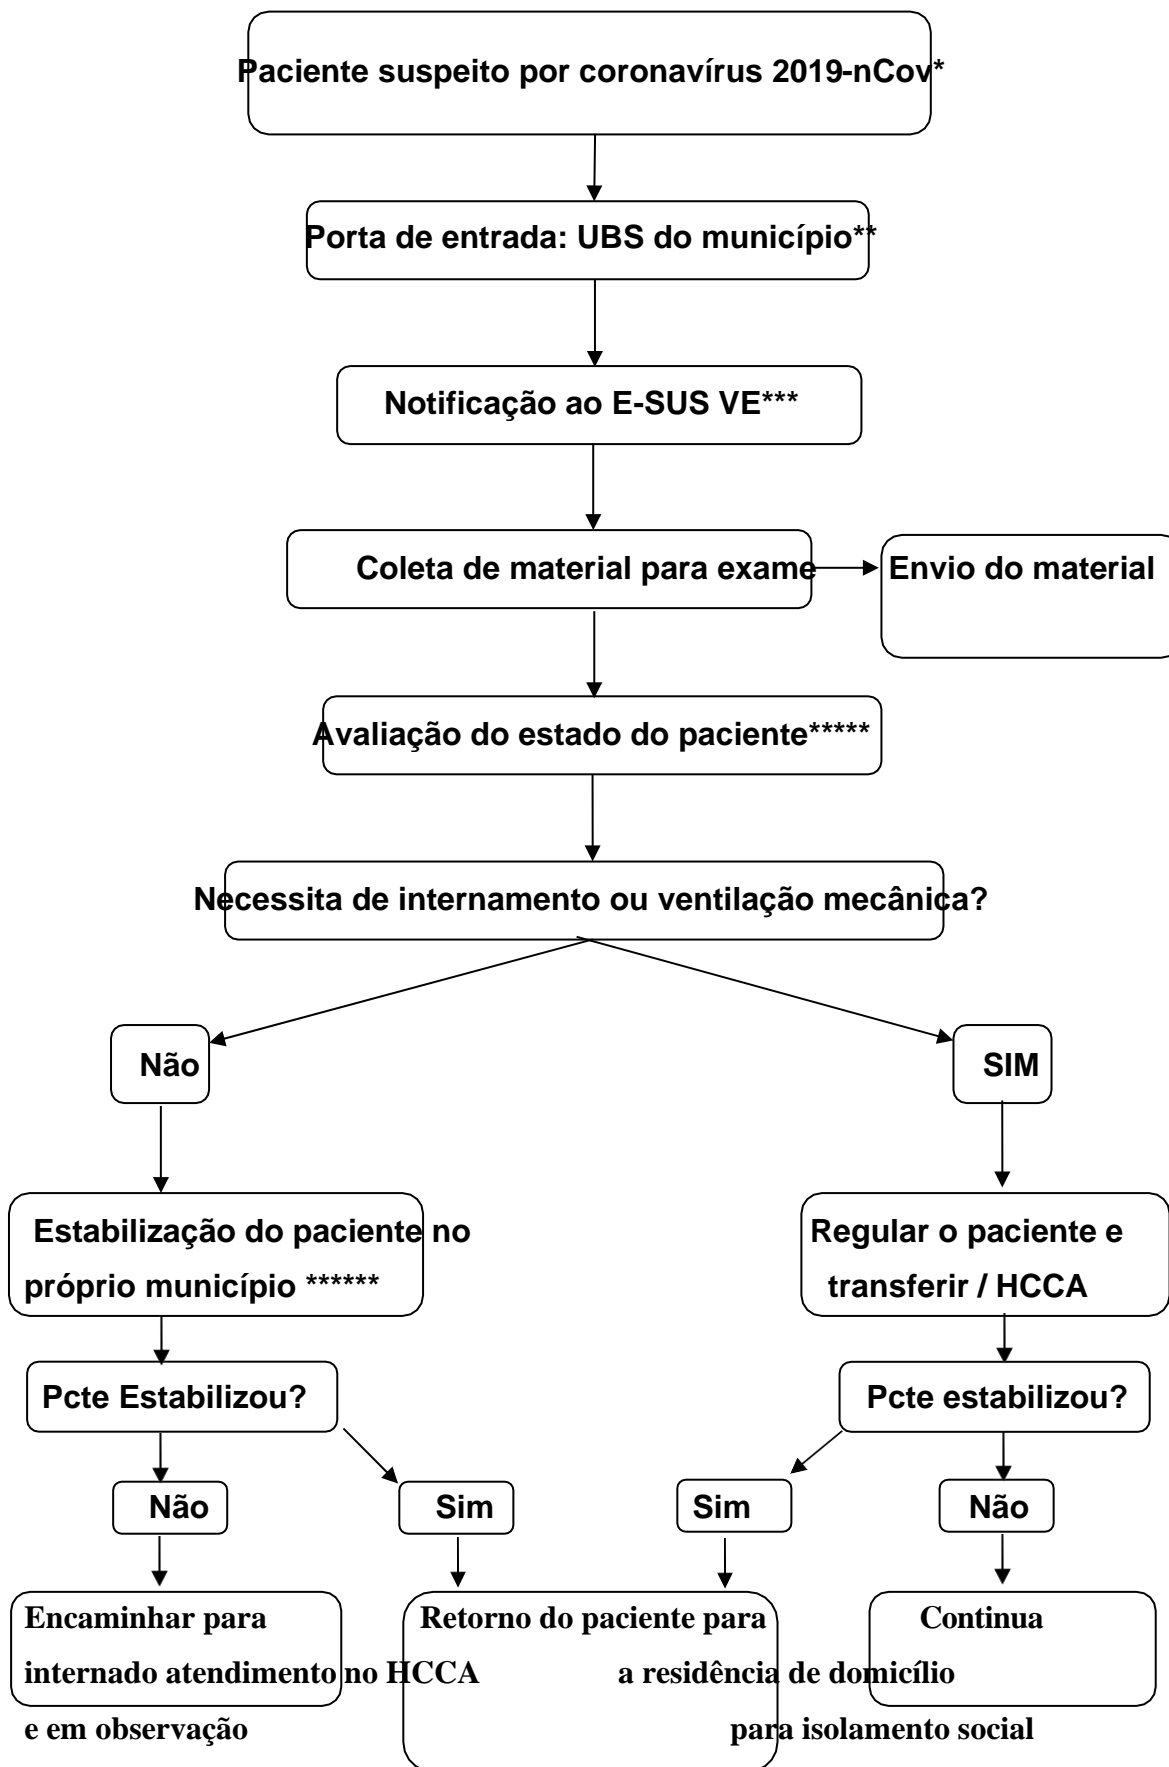 Paciente suspeito por coronavírus 2019-nCov*
Porta de entrada: UBS do município**
Notificação ao E-SUS VE***
Coleta de material para exame
Envio do material
Avaliação do estado do paciente*****
Necessita de internamento ou ventilação mecânica?
Não
SIM
Estabilização do paciente no
próprio município ******
Regular o paciente e
transferir / HCCA
Pcte Estabilizou?
Pcte estabilizou?
Não
Sim
Sim
Não
Encaminhar para
internado atendimento no HCCA
e em observação
Retorno do paciente para
a residência de domicílio
para isolamento social
Continua